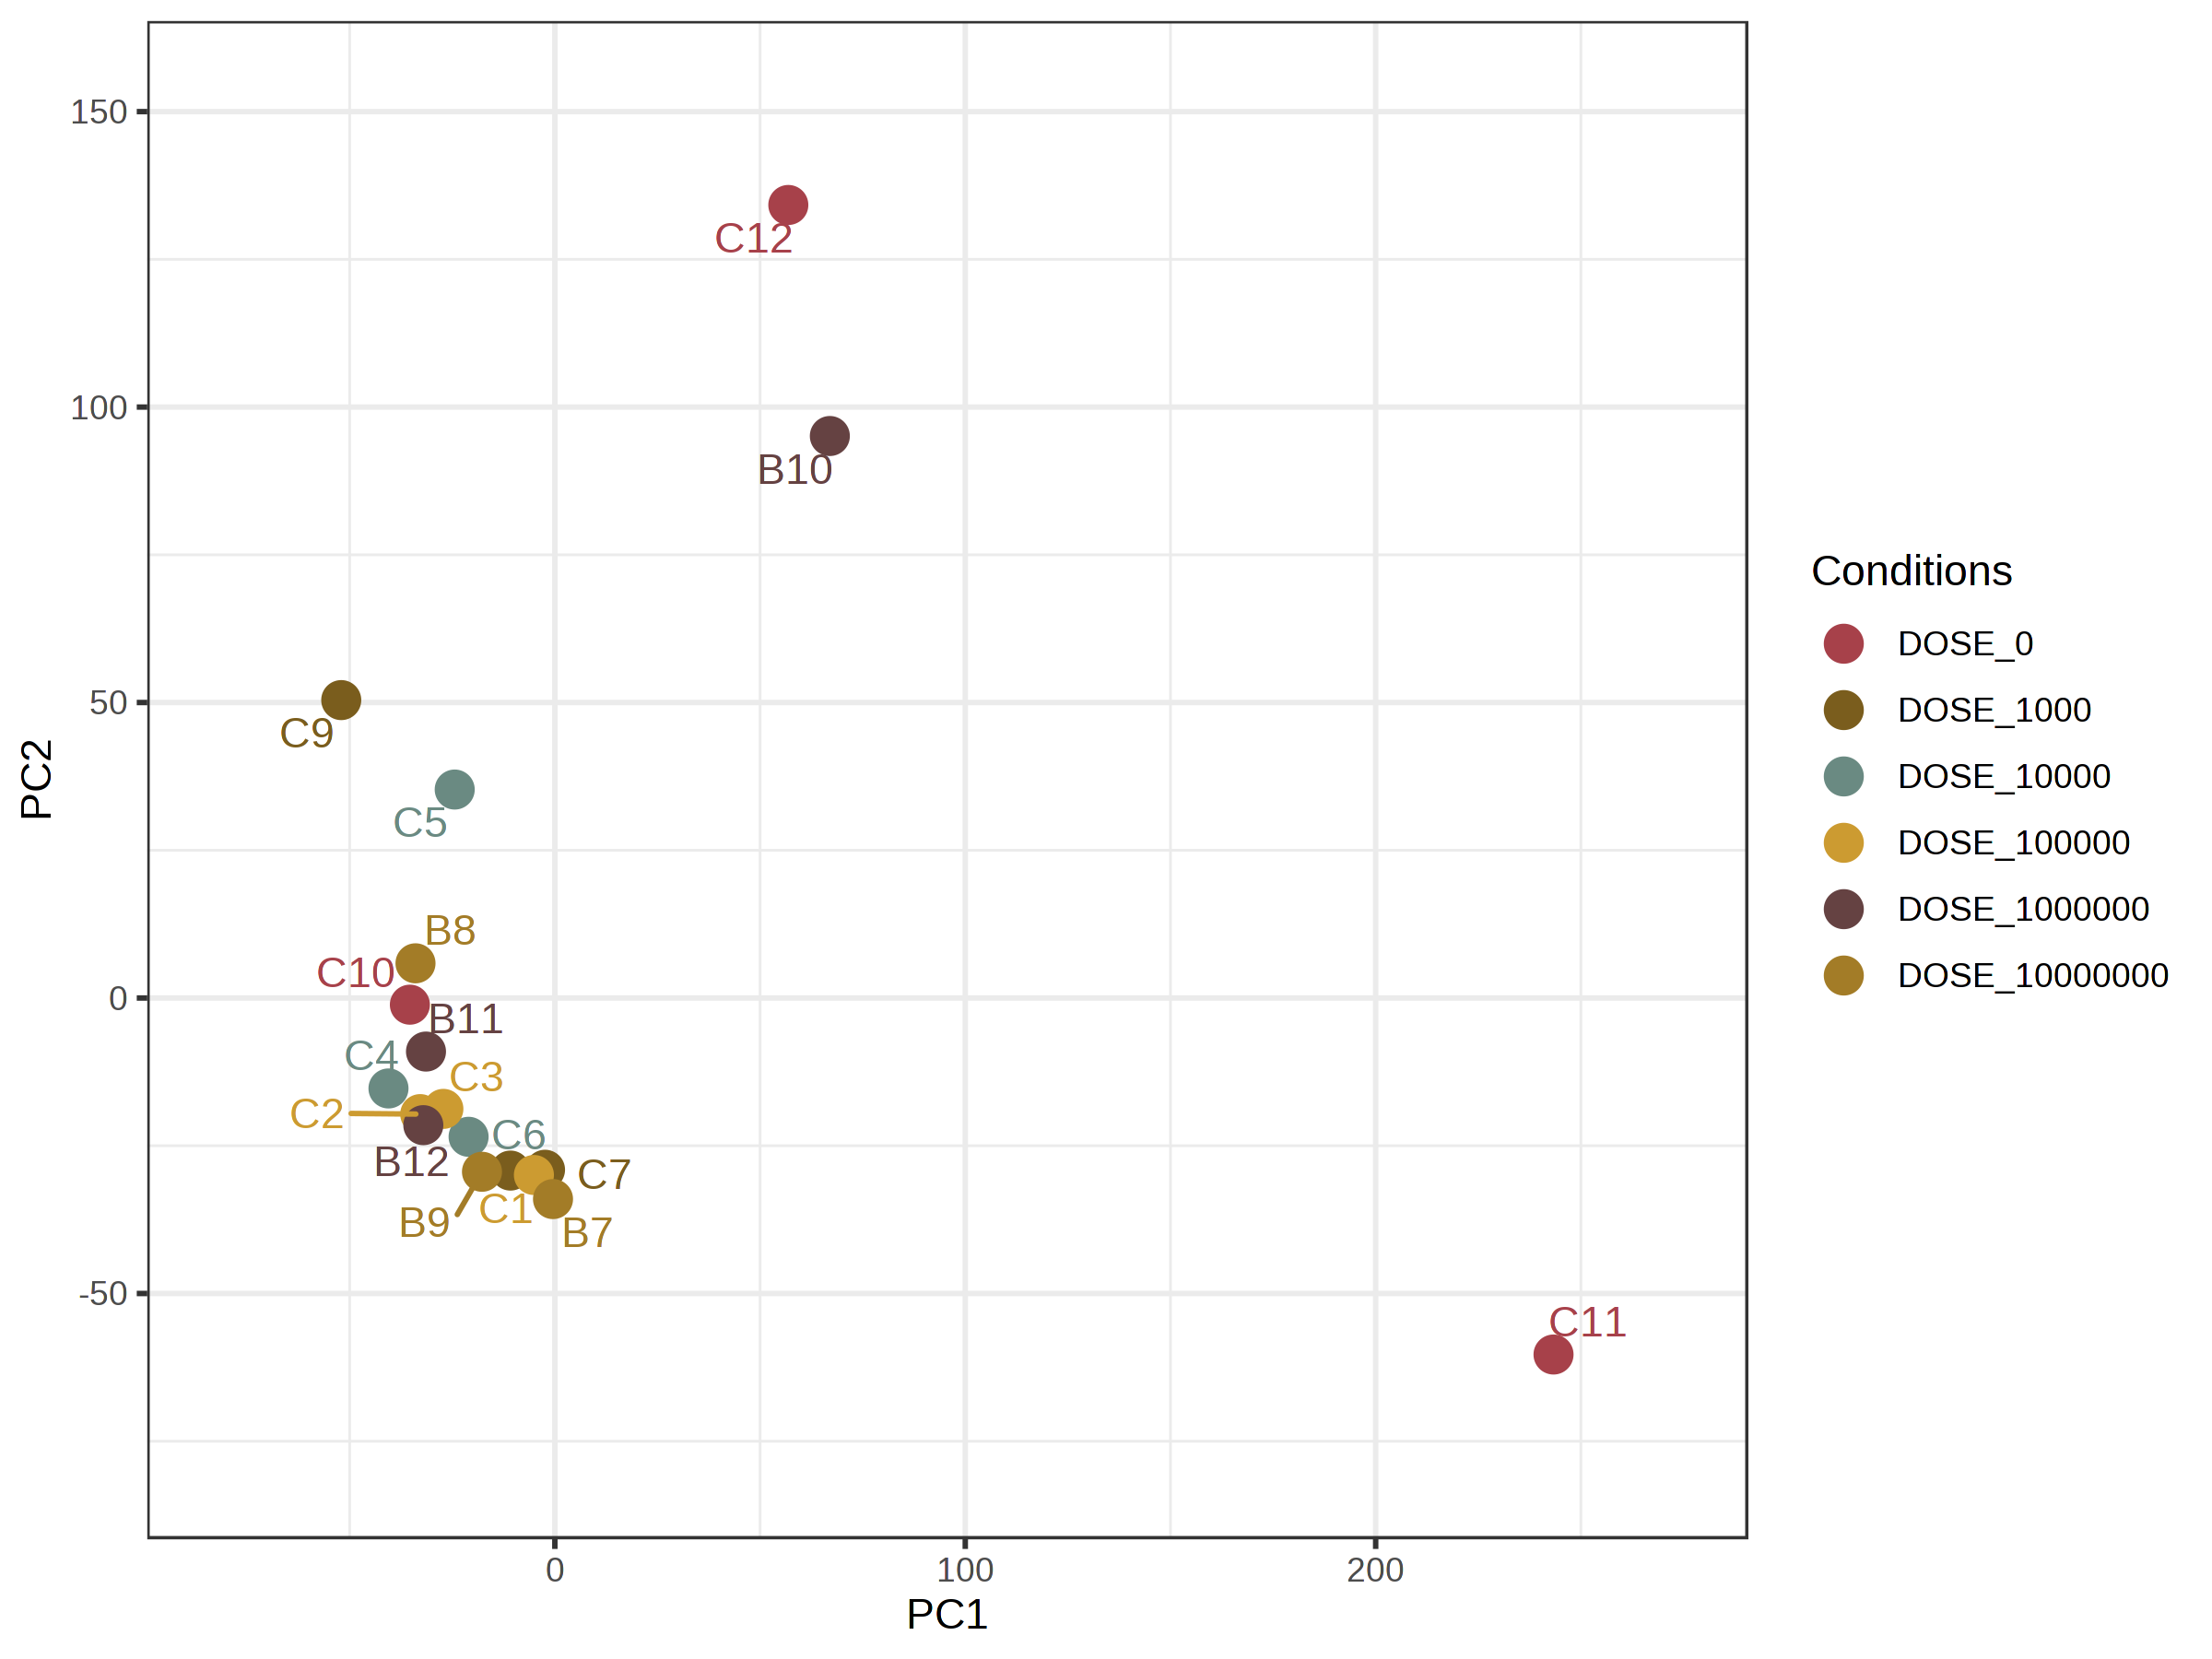 150
100
50
0
-50
PC2
C12
B10
C9
C5
B8
C10
B11
C4
C3
C2
C6
B12
C7
C1
B9
B7
C11
0
100
200
PC1
Conditions
DOSE_0
DOSE_1000
DOSE_10000
DOSE_100000
DOSE_1000000
DOSE_10000000